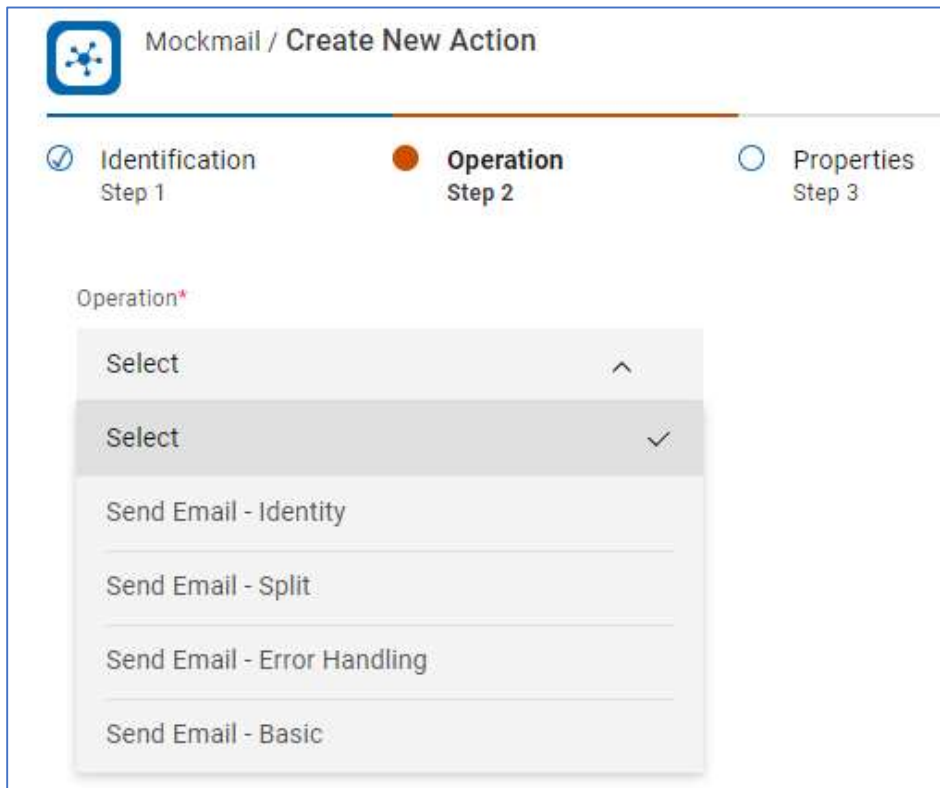 Mockmail / Create New Action
Identification
Operation
Properties
Step 1
Step 2
Step 3
Operation*
Select
Select
Send Email - Identity
Send Email - Split
Send Email - Error Handling
Send Email - Basic